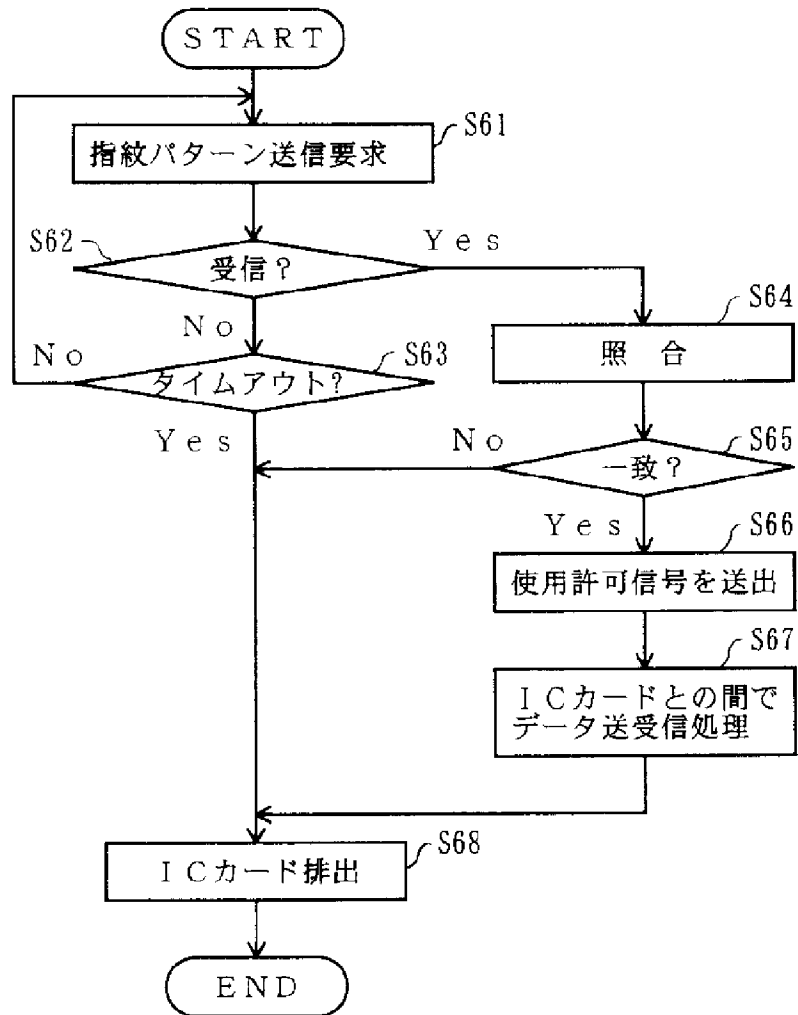 START
S61
指紋パターン送信要求
S62
受信？
Yes
No
S63
タイムアウト？
No
Yes
S64
照　合
S65
一致？
No
Yes
S66
使用許可信号を送出
S67
ＩＣカードとの間で
データ送受信処理
S68
ＩＣカード排出
END